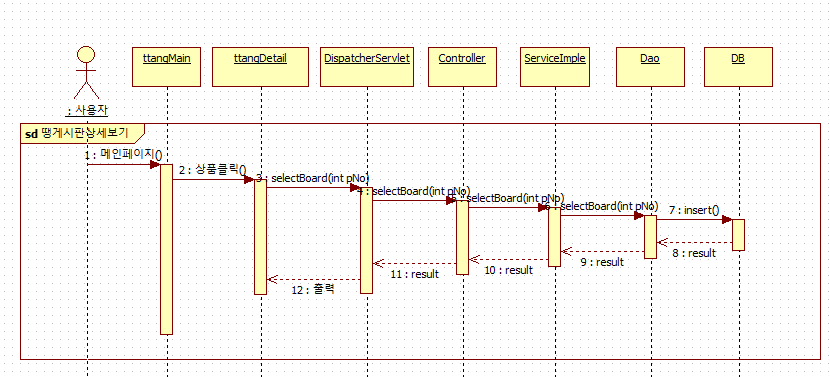 ttangMain
ttangDetail
DispatcherServlet
Controller
ServiceImple
Dao
DB
: 사용자
sd 땡게시판상세보기
1 : 메인페이지()
2 : 상품클릭()
3 : selectBoard(int pNo)
4 : selectBoard(int pNo)
5 : selectBoard(int pNo)
6 : selectBoard(int pNo)
7 : insert()
8 : result
9 : result
10 : result
11 : result
12 : 출력